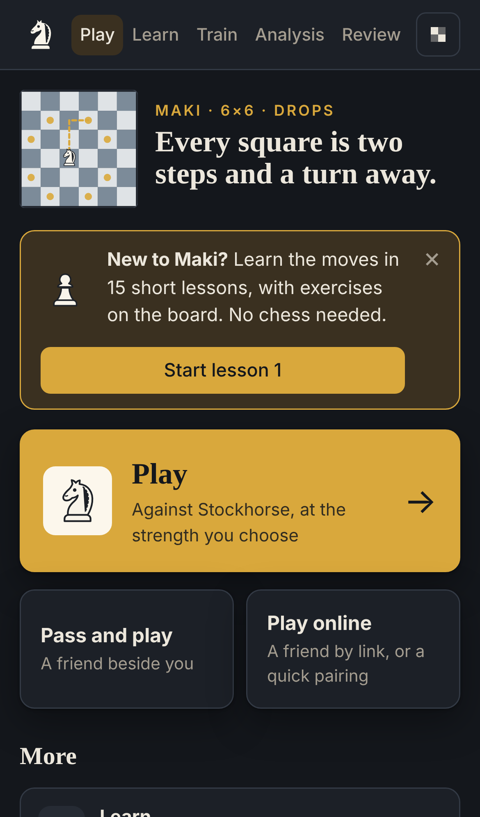 Play Learn Train Analysis Review
MAKI · 6×6 · DROPS
Every square is two
steps and a turn away.
New to Maki? Learn the moves in
15 short lessons, with exercises
on the board. No chess needed.
Start lesson 1
Play
Against Stockhorse, at the
strength you choose
Pass and play
A friend beside you
Play online
A friend by link, or a
quick pairing
More
Learn